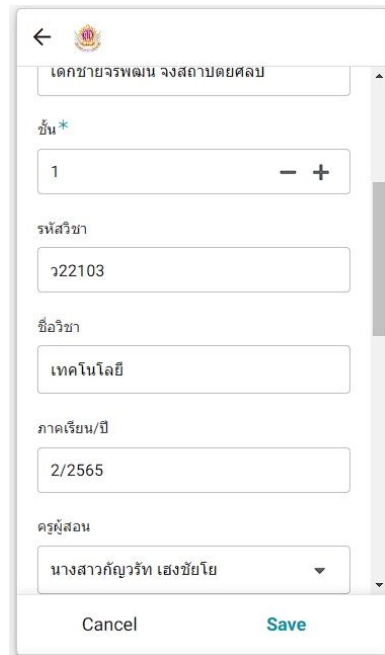 เด็กชายจิรพัฒน์ จงสถาปัตยศิลป์
ชั้น*
1
รหัสวิชา
ว22103
ชื่อวิชา
เทคโนโลยี
ภาคเรียน/ปี
2/2565
ครูผู้สอน
นางสาวกัญวรัท เฮงชัยโย
Cancel Save